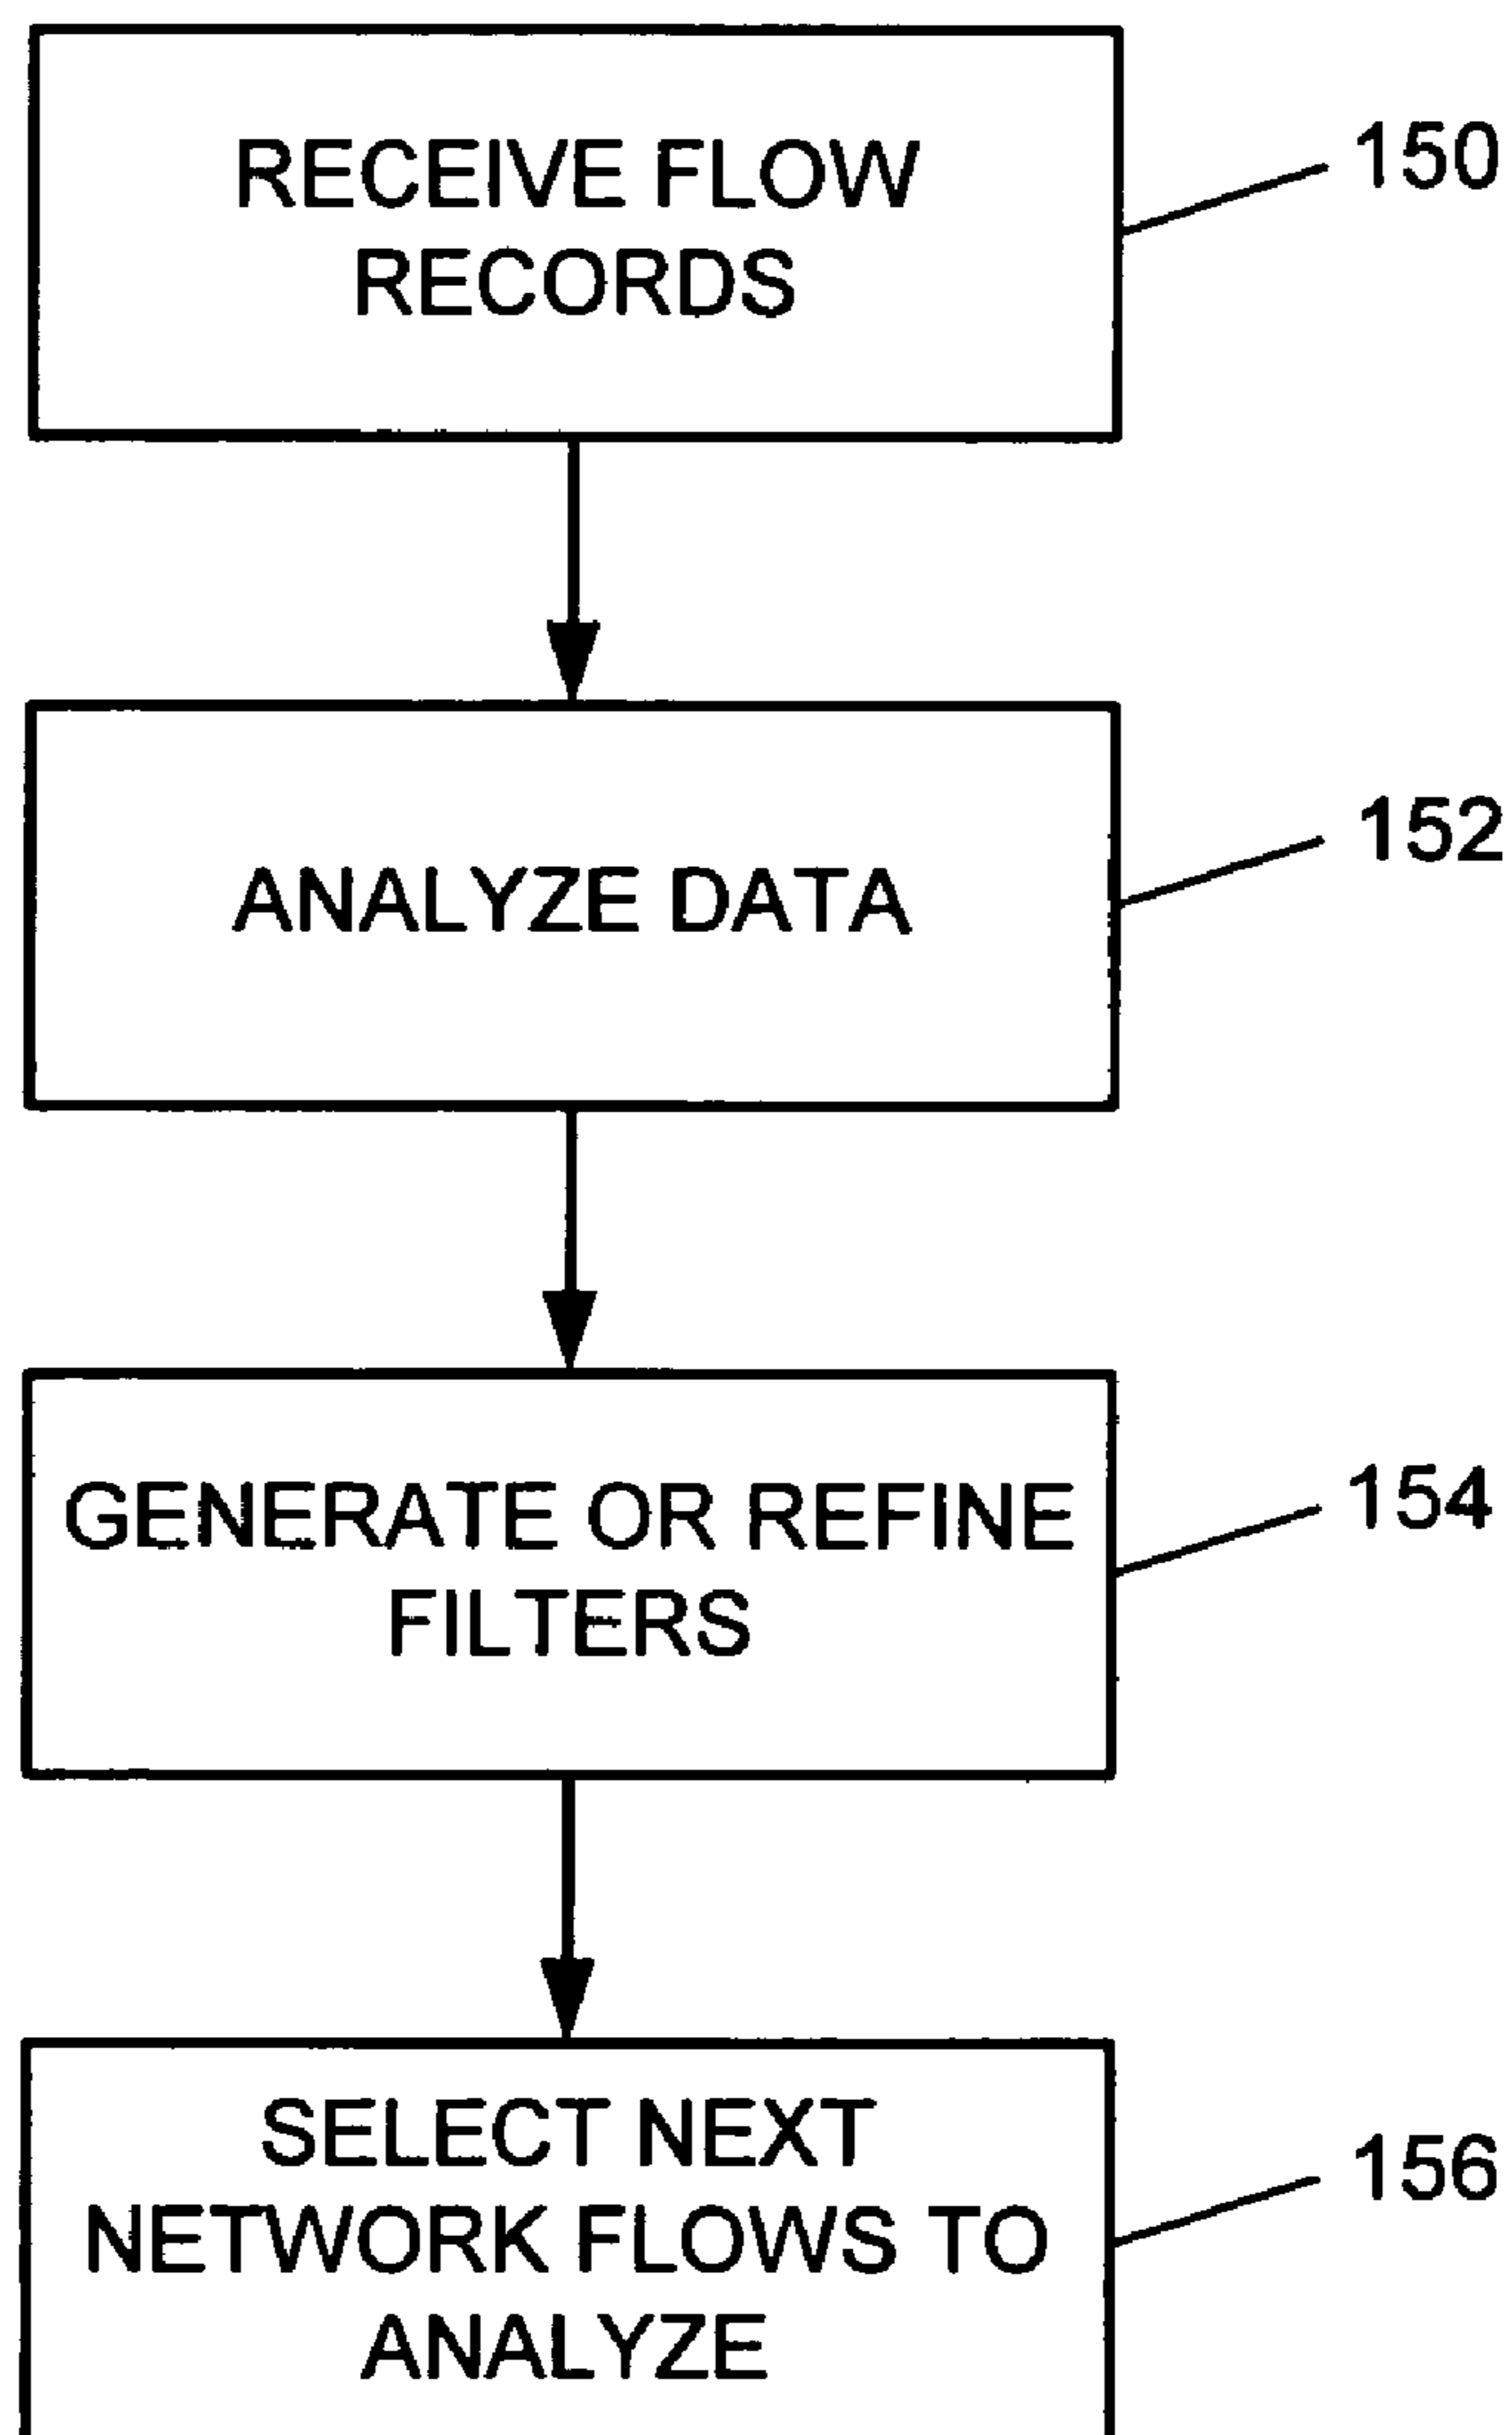 RECEIVE FLOW
RECORDS
150
ANALYZE DATA
152
GENERATE OR REFINE
FILTERS
154
SELECT NEXT
NETWORK FLOWS TO
ANALYZE
156